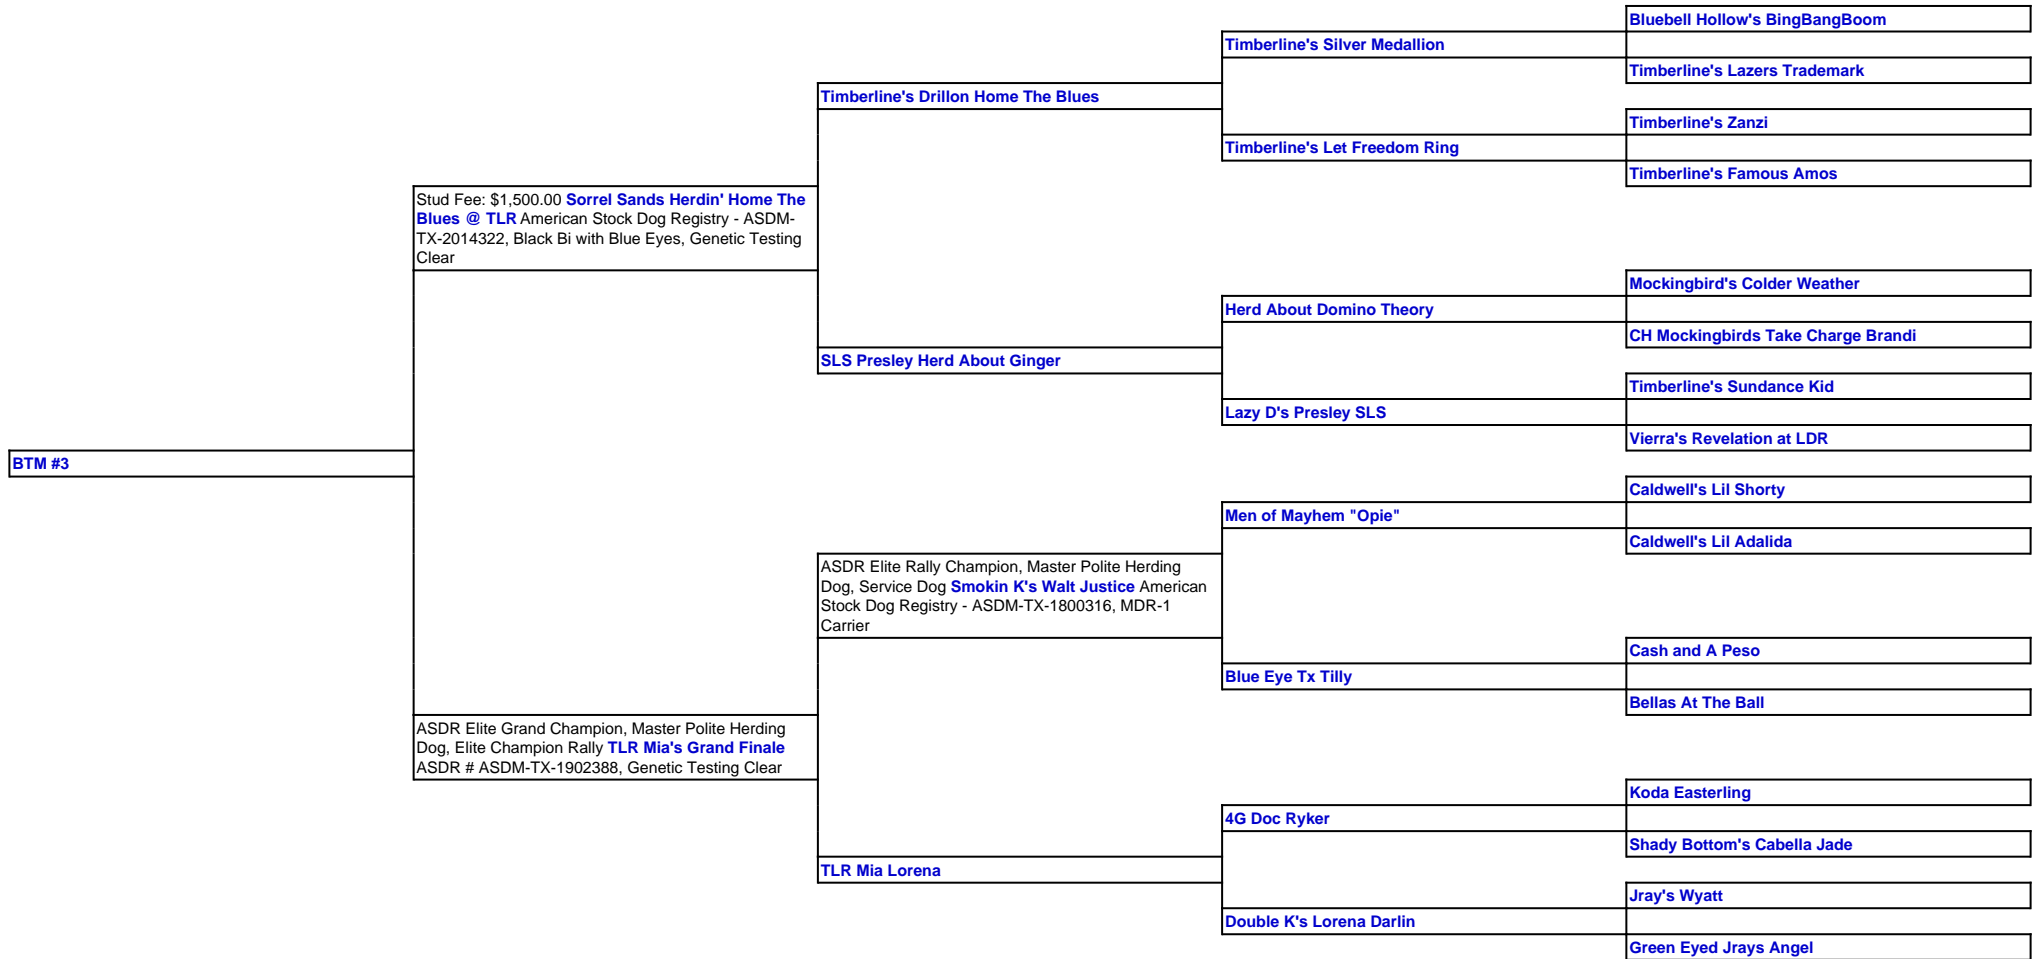 Bluebell Hollow's BingBangBoom
Timberline's Silver Medallion
Timberline's Lazers Trademark
Timberline's Drillon Home The Blues
Timberline's Zanzi
Timberline's Let Freedom Ring
Timberline's Famous Amos
Stud Fee: $1,500.00 Sorrel Sands Herdin' Home The
Blues @ TLR American Stock Dog Registry - ASDM-
TX-2014322, Black Bi with Blue Eyes, Genetic Testing
Clear
Mockingbird's Colder Weather
Herd About Domino Theory
CH Mockingbirds Take Charge Brandi
SLS Presley Herd About Ginger
Timberline's Sundance Kid
Lazy D's Presley SLS
Vierra's Revelation at LDR
BTM #3
Caldwell's Lil Shorty
Men of Mayhem "Opie"
Caldwell's Lil Adalida
ASDR Elite Rally Champion, Master Polite Herding
Dog, Service Dog Smokin K's Walt Justice American
Stock Dog Registry - ASDM-TX-1800316, MDR-1
Carrier
Cash and A Peso
Blue Eye Tx Tilly
Bellas At The Ball
ASDR Elite Grand Champion, Master Polite Herding
Dog, Elite Champion Rally TLR Mia's Grand Finale
ASDR # ASDM-TX-1902388, Genetic Testing Clear
Koda Easterling
4G Doc Ryker
Shady Bottom's Cabella Jade
TLR Mia Lorena
Jray's Wyatt
Double K's Lorena Darlin
Green Eyed Jrays Angel